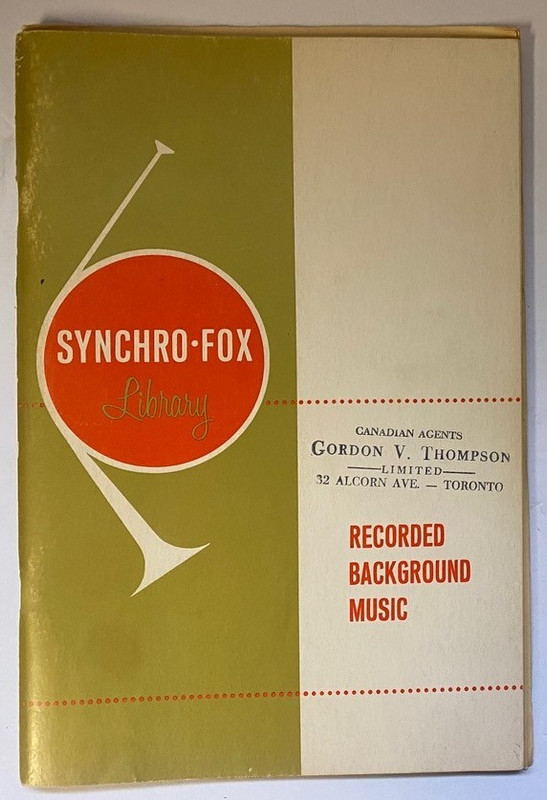 SYNCHRO·FOX
Library
CANADIAN AGENTS
GORDON V. THOMPSON
LIMITED
32 ALCORN AVE. — TORONTO
RECORDED
BACKGROUND
MUSIC